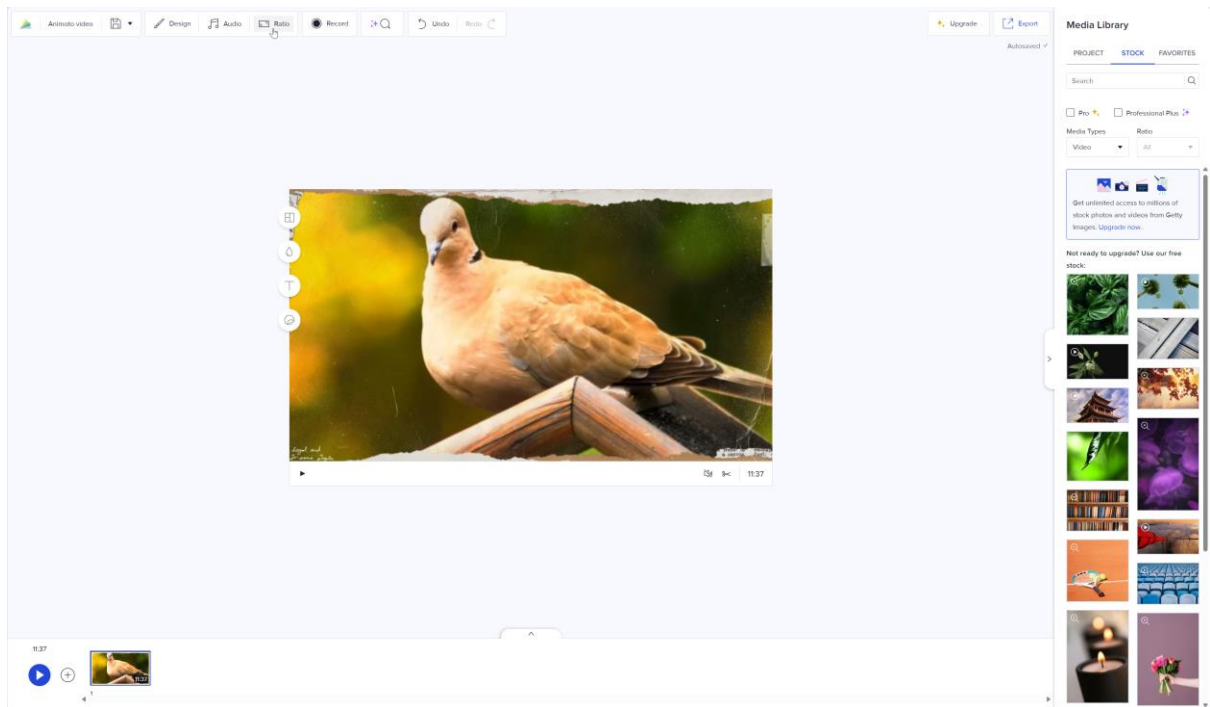 Animoto video
Design
Audio
Ratio
Record
Undo
Redo
Upgrade
Export
Autosaved
11:37
11:37
11:37
1
Media Library
PROJECT STOCK FAVORITES
Search
Pro Professional Plus
Media Types Ratio
Video All
Get unlimited access to millions of
stock photos and videos from Getty
Images. Upgrade now.
Not ready to upgrade? Use our free
stock: